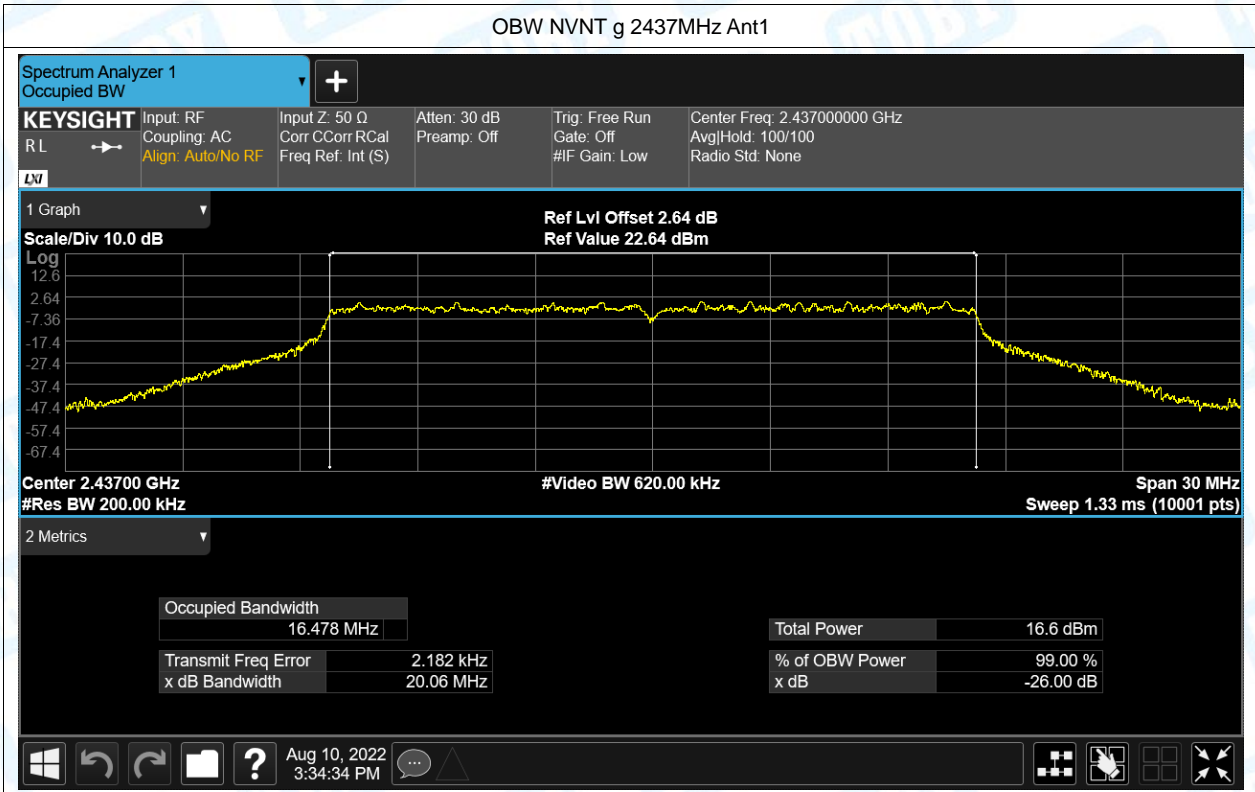 OBW NVNT g 2437MHz Ant1
Spectrum Analyzer 1
Occupied BW
KEYSIGHT
R L
LXI
Input: RF
Coupling: AC
Align: Auto/No RF
Input Z: 50 Ω
Corr CCorr RCal
Freq Ref: Int (S)
Atten: 30 dB
Preamp: Off
Trig: Free Run
Gate: Off
#IF Gain: Low
Center Freq: 2.437000000 GHz
Avg|Hold: 100/100
Radio Std: None
1 Graph
Scale/Div 10.0 dB
Ref Lvl Offset 2.64 dB
Ref Value 22.64 dBm
Log
12.6
2.64
-7.36
-17.4
-27.4
-37.4
-47.4
-57.4
-67.4
Center 2.43700 GHz
#Video BW 620.00 kHz
Span 30 MHz
#Res BW 200.00 kHz
Sweep 1.33 ms (10001 pts)
2 Metrics
Occupied Bandwidth
16.478 MHz
Total Power 16.6 dBm
Transmit Freq Error 2.182 kHz
% of OBW Power 99.00 %
x dB Bandwidth 20.06 MHz
x dB -26.00 dB
?
Aug 10, 2022
3:34:34 PM